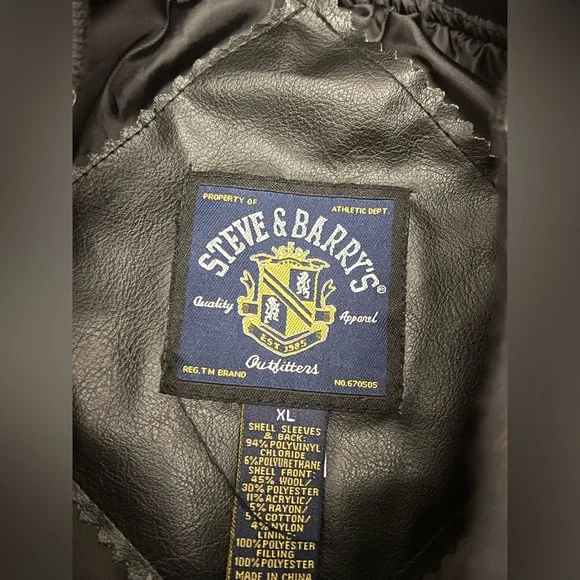 PROPERTY OF
ATHLETIC DEPT.
STEVE & BARRY'S®
Quality Apparel
EST 1985
Outfitters
REG.TM BRAND
NO.670505
XL
SHELL SLEEVES
& BACK:
94% POLYVINYL
CHLORIDE
6% POLYURETHANE
SHELL FRONT:
45% WOOL/
30% POLYESTER
11% ACRYLIC/
5% RAYON/
5% COTTON/
4% NYLON
LINING:
100% POLYESTER
FILLING
100% POLYESTER
MADE IN CHINA